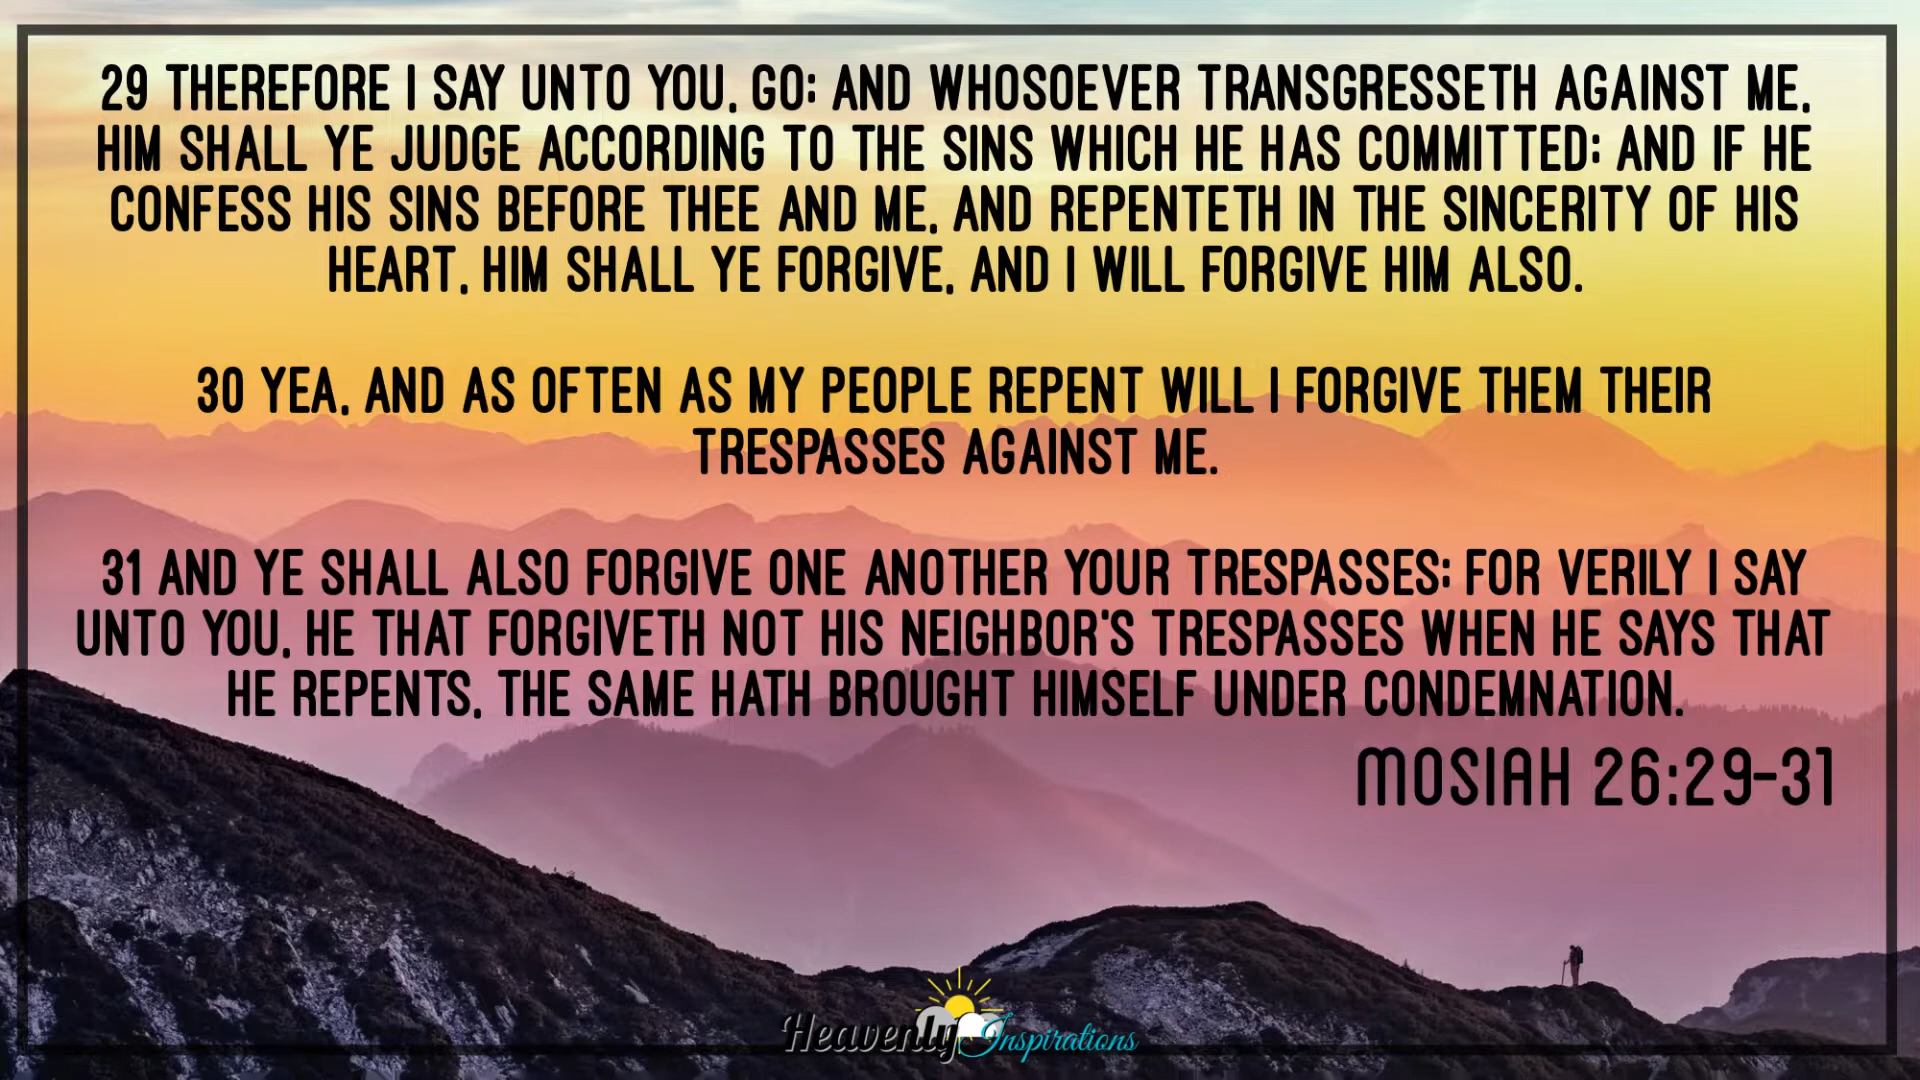 29 THEREFORE I SAY UNTO YOU, GO; AND WHOSOEVER TRANSGRESSETH AGAINST ME,
HIM SHALL YE JUDGE ACCORDING TO THE SINS WHICH HE HAS COMMITTED; AND IF HE
CONFESS HIS SINS BEFORE THEE AND ME, AND REPENTETH IN THE SINCERITY OF HIS
HEART, HIM SHALL YE FORGIVE, AND I WILL FORGIVE HIM ALSO.
30 YEA, AND AS OFTEN AS MY PEOPLE REPENT WILL I FORGIVE THEM THEIR
TRESPASSES AGAINST ME.
31 AND YE SHALL ALSO FORGIVE ONE ANOTHER YOUR TRESPASSES; FOR VERILY I SAY
UNTO YOU, HE THAT FORGIVETH NOT HIS NEIGHBOR'S TRESPASSES WHEN HE SAYS THAT
HE REPENTS, THE SAME HATH BROUGHT HIMSELF UNDER CONDEMNATION.
MOSIAH 26:29-31
Heavenly Inspirations